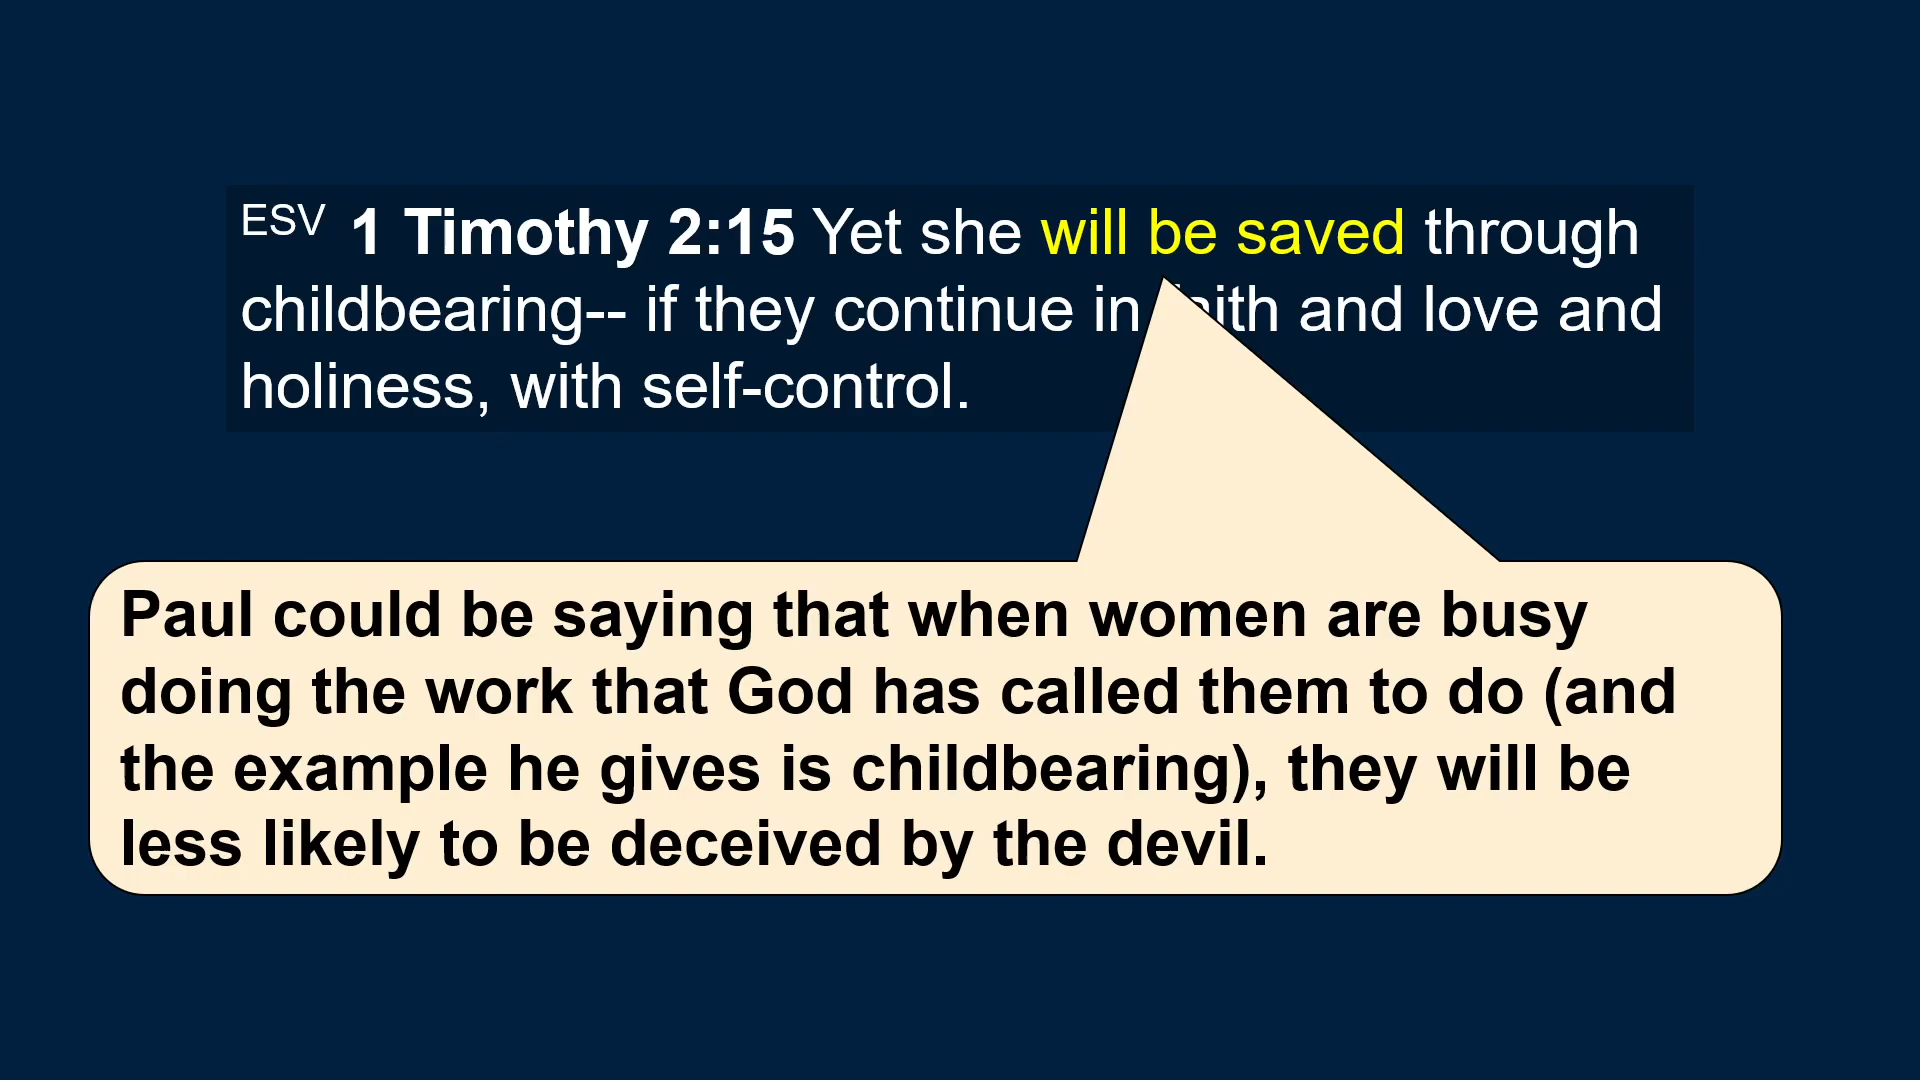 ESV 1 Timothy 2:15 Yet she will be saved through
childbearing-- if they continue in faith and love and
holiness, with self-control.
Paul could be saying that when women are busy
doing the work that God has called them to do (and
the example he gives is childbearing), they will be
less likely to be deceived by the devil.